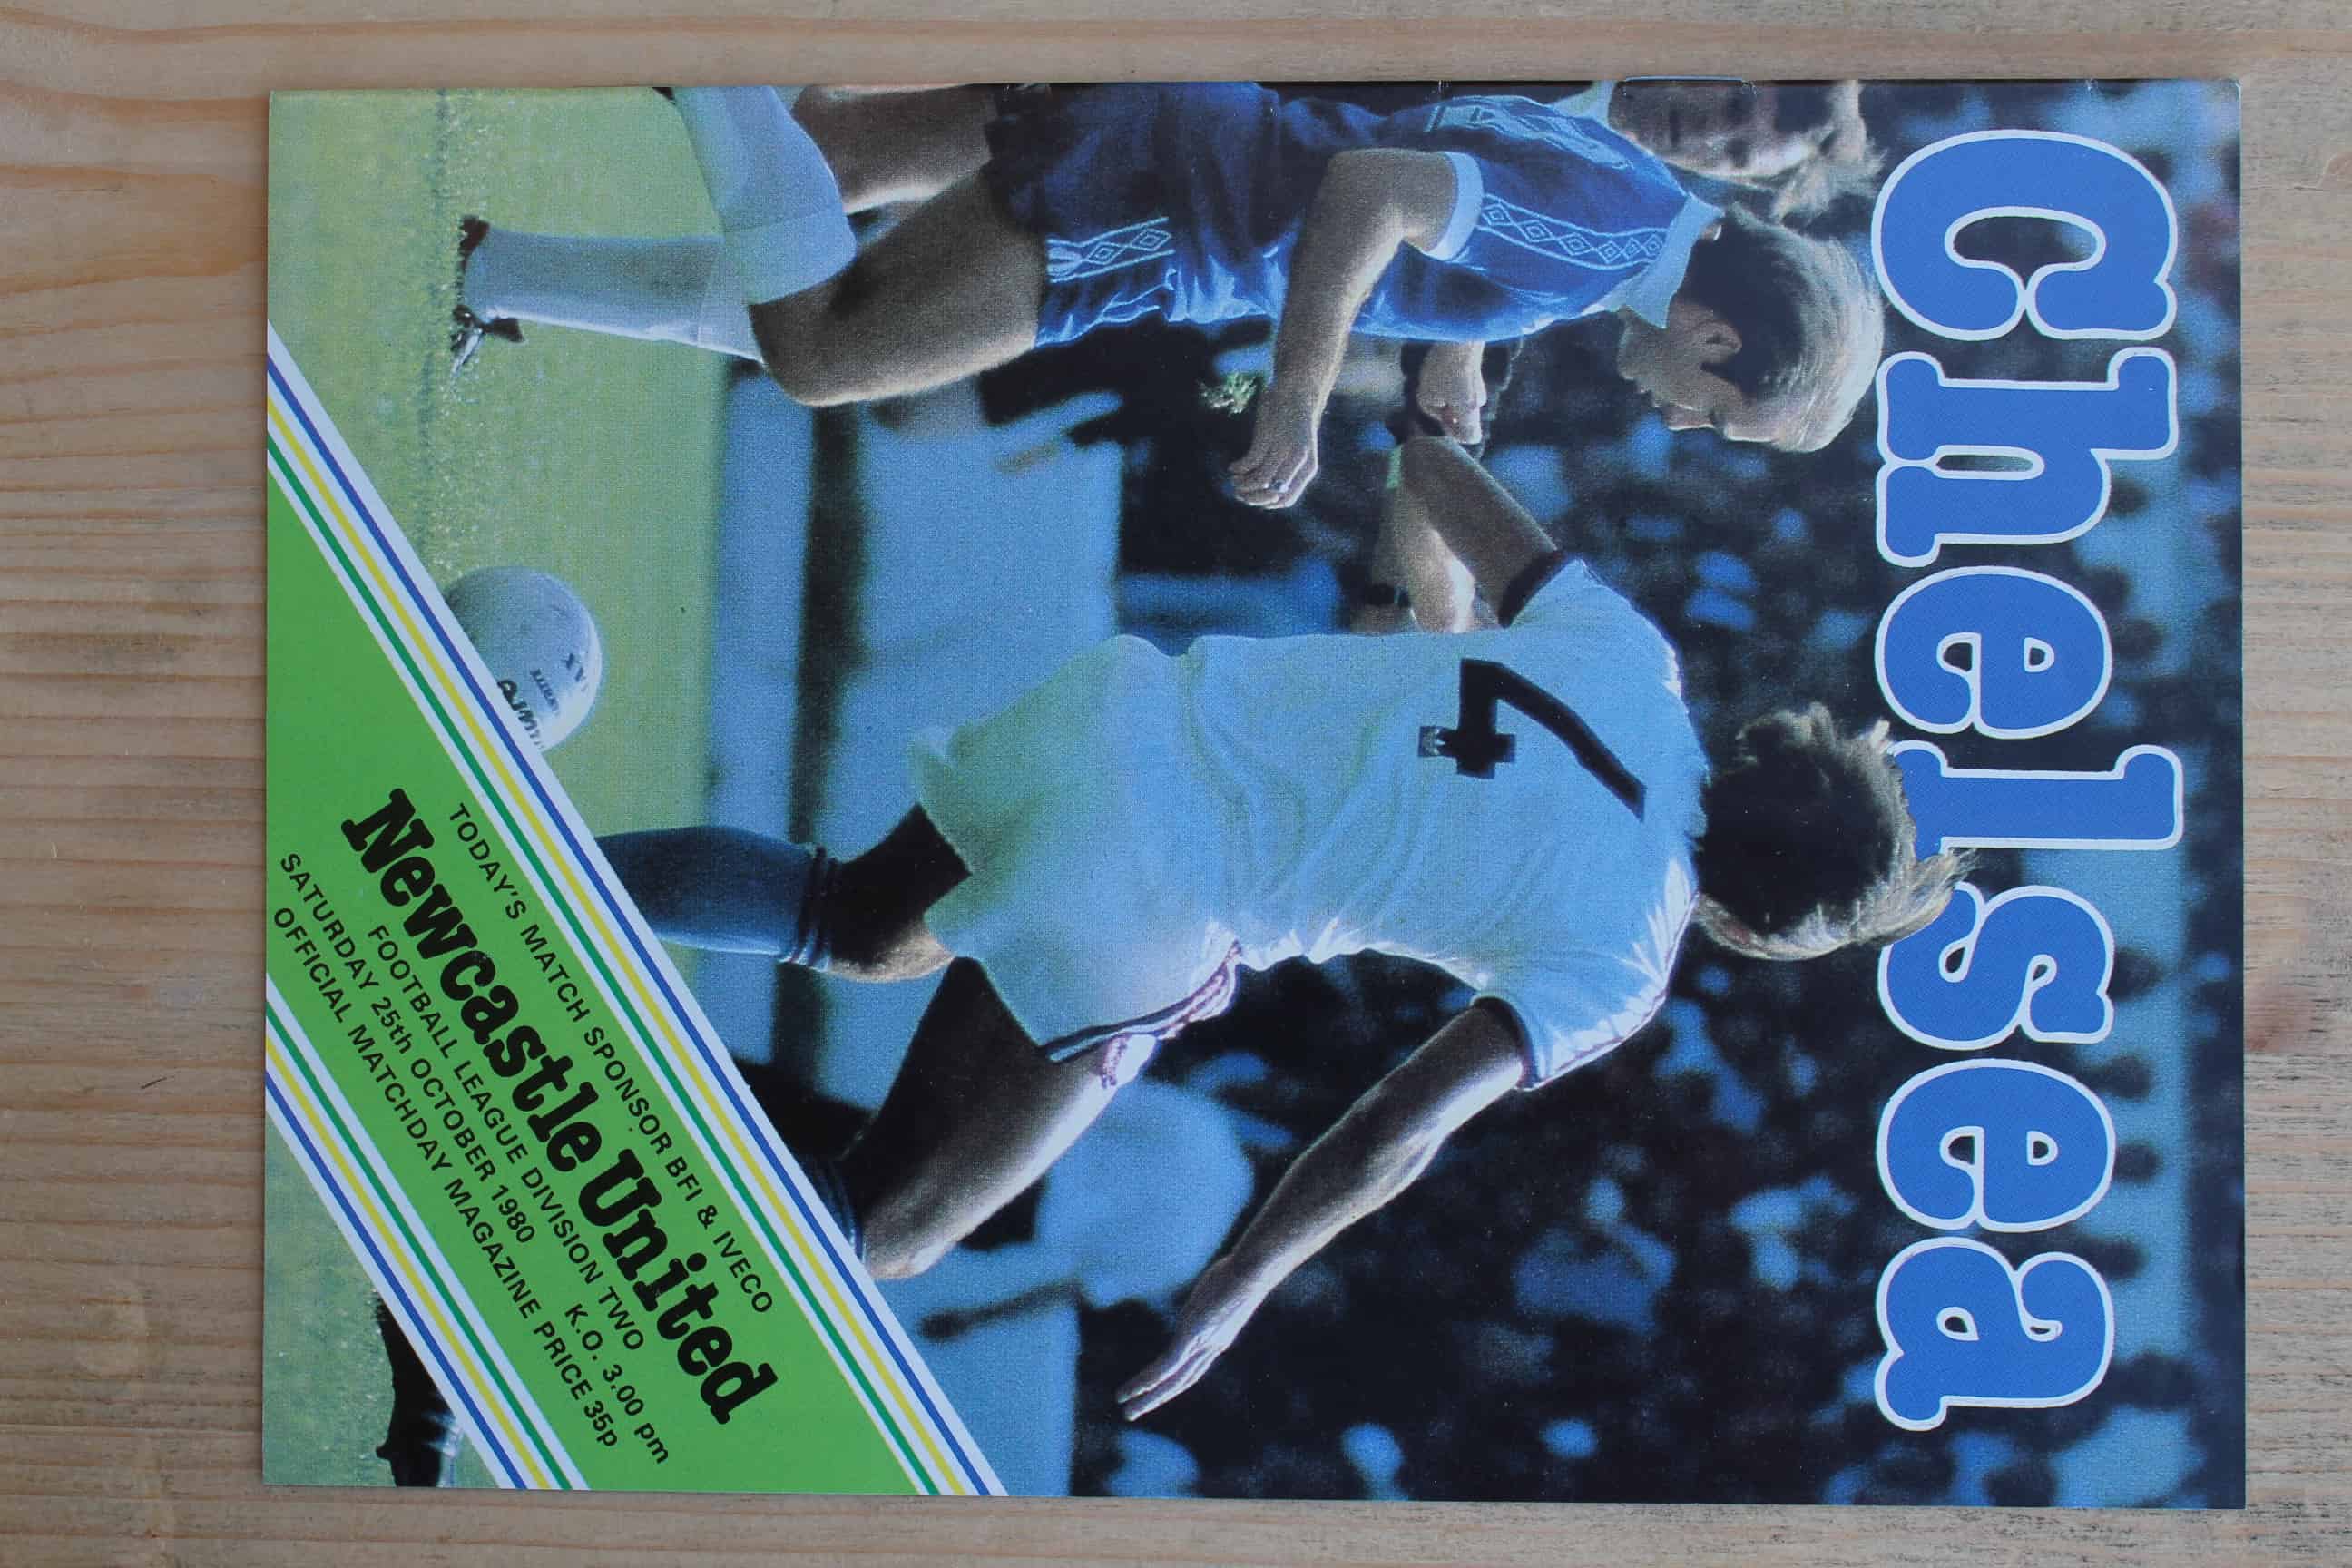 Chelsea
4
TODAY'S MATCH SPONSOR BFI & IVECO
Newcastle United
FOOTBALL LEAGUE DIVISION TWO
SATURDAY 25th OCTOBER 1980 K.O. 3.00 pm
OFFICIAL MATCHDAY MAGAZINE PRICE 35p